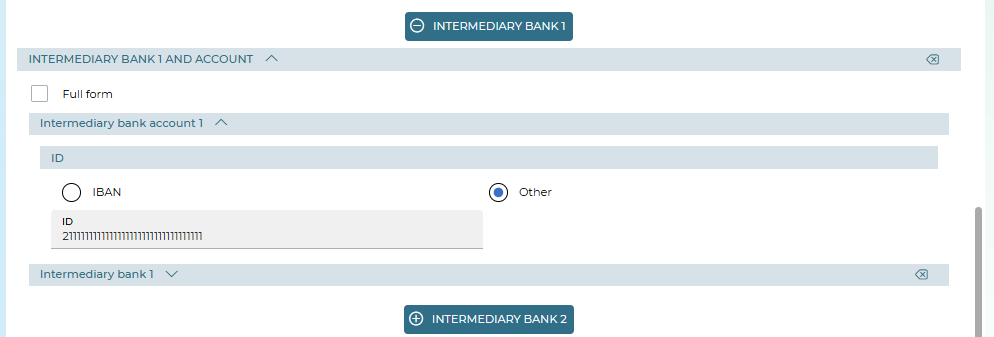 INTERMEDIARY BANK 1
INTERMEDIARY BANK 1 AND ACCOUNT
Full form
Intermediary bank account 1
ID
IBAN
Other
ID
2111111111111111111111111111111111
Intermediary bank 1
INTERMEDIARY BANK 2